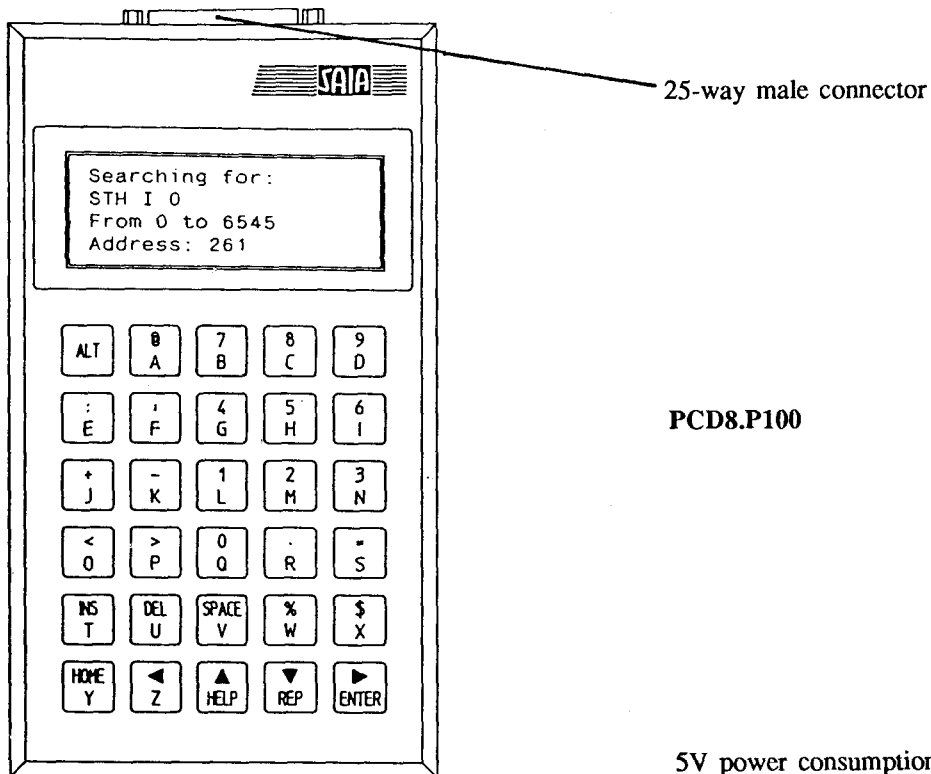 SAIA
25-way male connector
Searching for:
STH I 0
From 0 to 6545
Address: 261
ALT
@ A
7 B
8 C
9 D
: E
' F
4 G
5 H
6 I
PCD8.P100
+ J
- K
1 L
2 M
3 N
< O
> P
0 Q
. R
= S
INS T
DEL U
SPACE V
% W
$ X
HOME Y
◀ Z
▲ HELP
▼ REP
▶ ENTER
5V power consumption